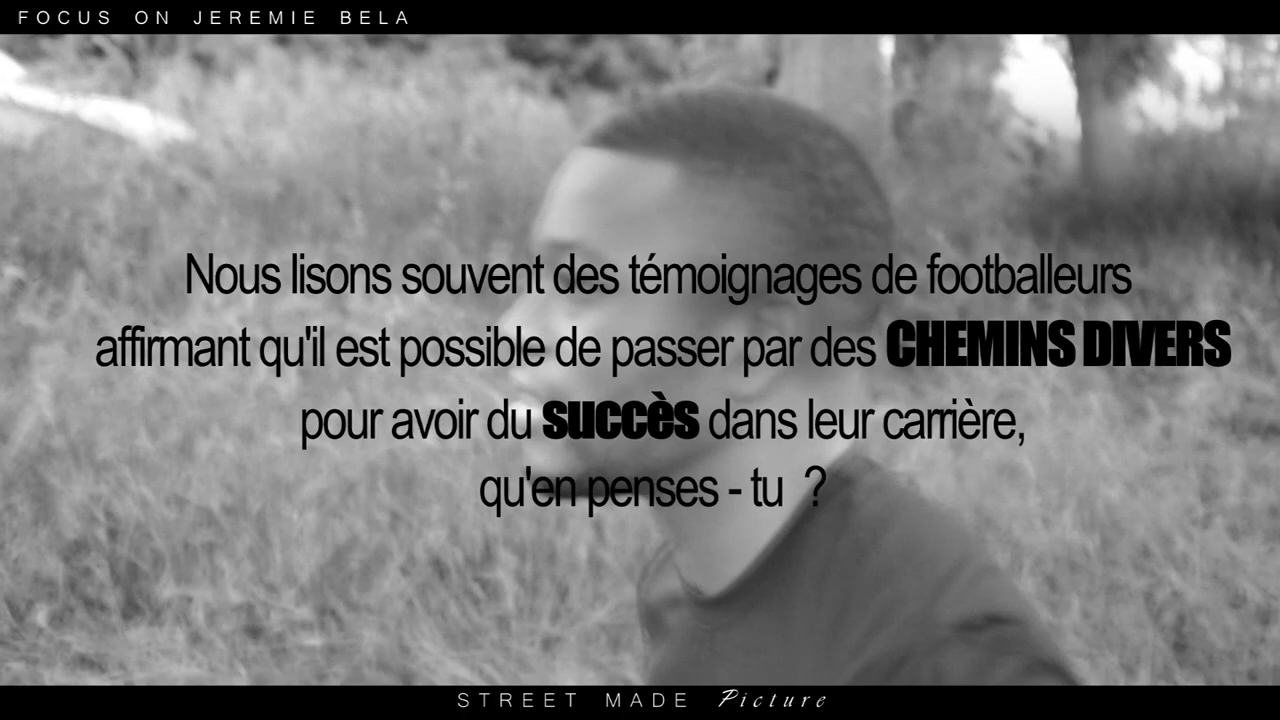 FOCUS ON JEREMIE BELA
Nous lisons souvent des témoignages de footballeurs
affirmant qu'il est possible de passer par des CHEMINS DIVERS
pour avoir du succès dans leur carrière,
qu'en penses - tu ?
STREET MADE Picture